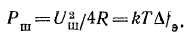 Pш = U²ш/4R = kTΔfэ.